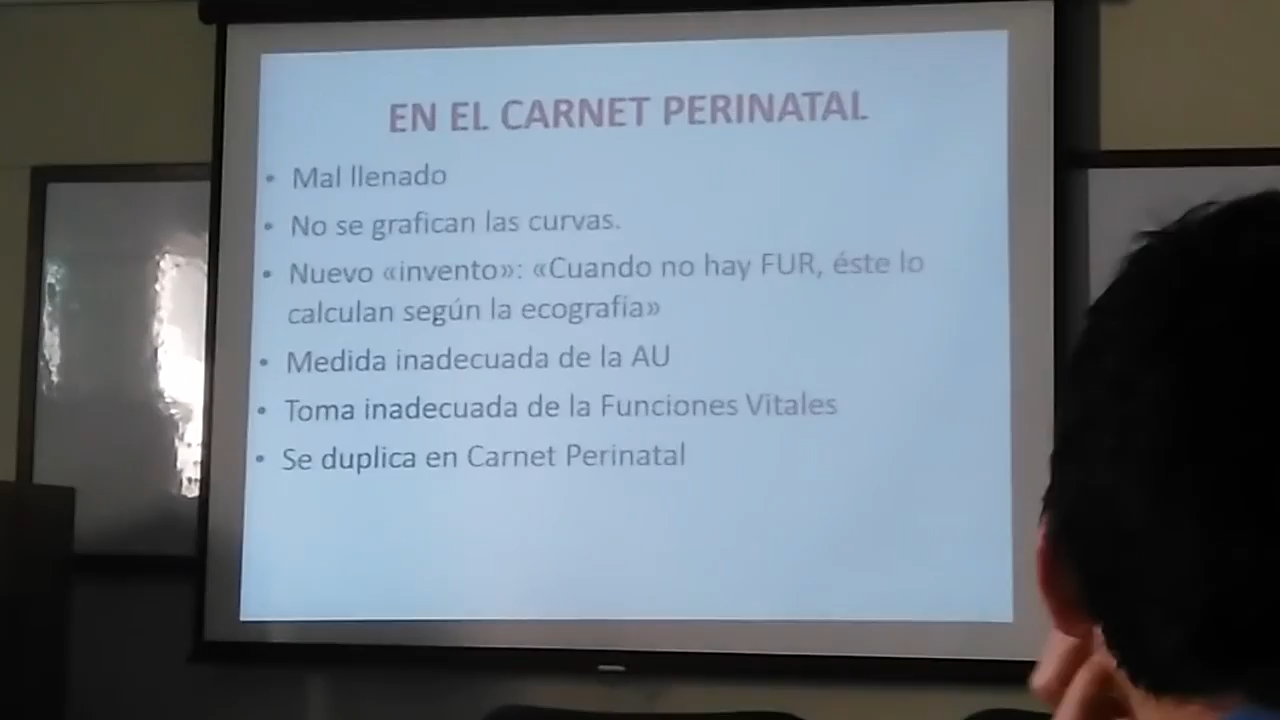 EN EL CARNET PERINATAL
• Mal llenado
• No se grafican las curvas.
• Nuevo «invento»: «Cuando no hay FUR, éste lo
calculan según la ecografía»
• Medida inadecuada de la AU
• Toma inadecuada de la Funciones Vitales
• Se duplica en Carnet Perinatal